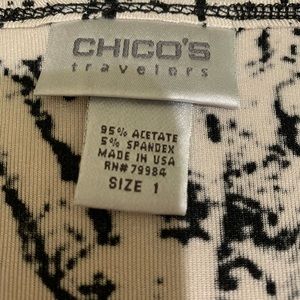 CHICO'S
travelers
95% ACETATE
5% SPANDEX
MADE IN USA
RN# 79984
SIZE 1